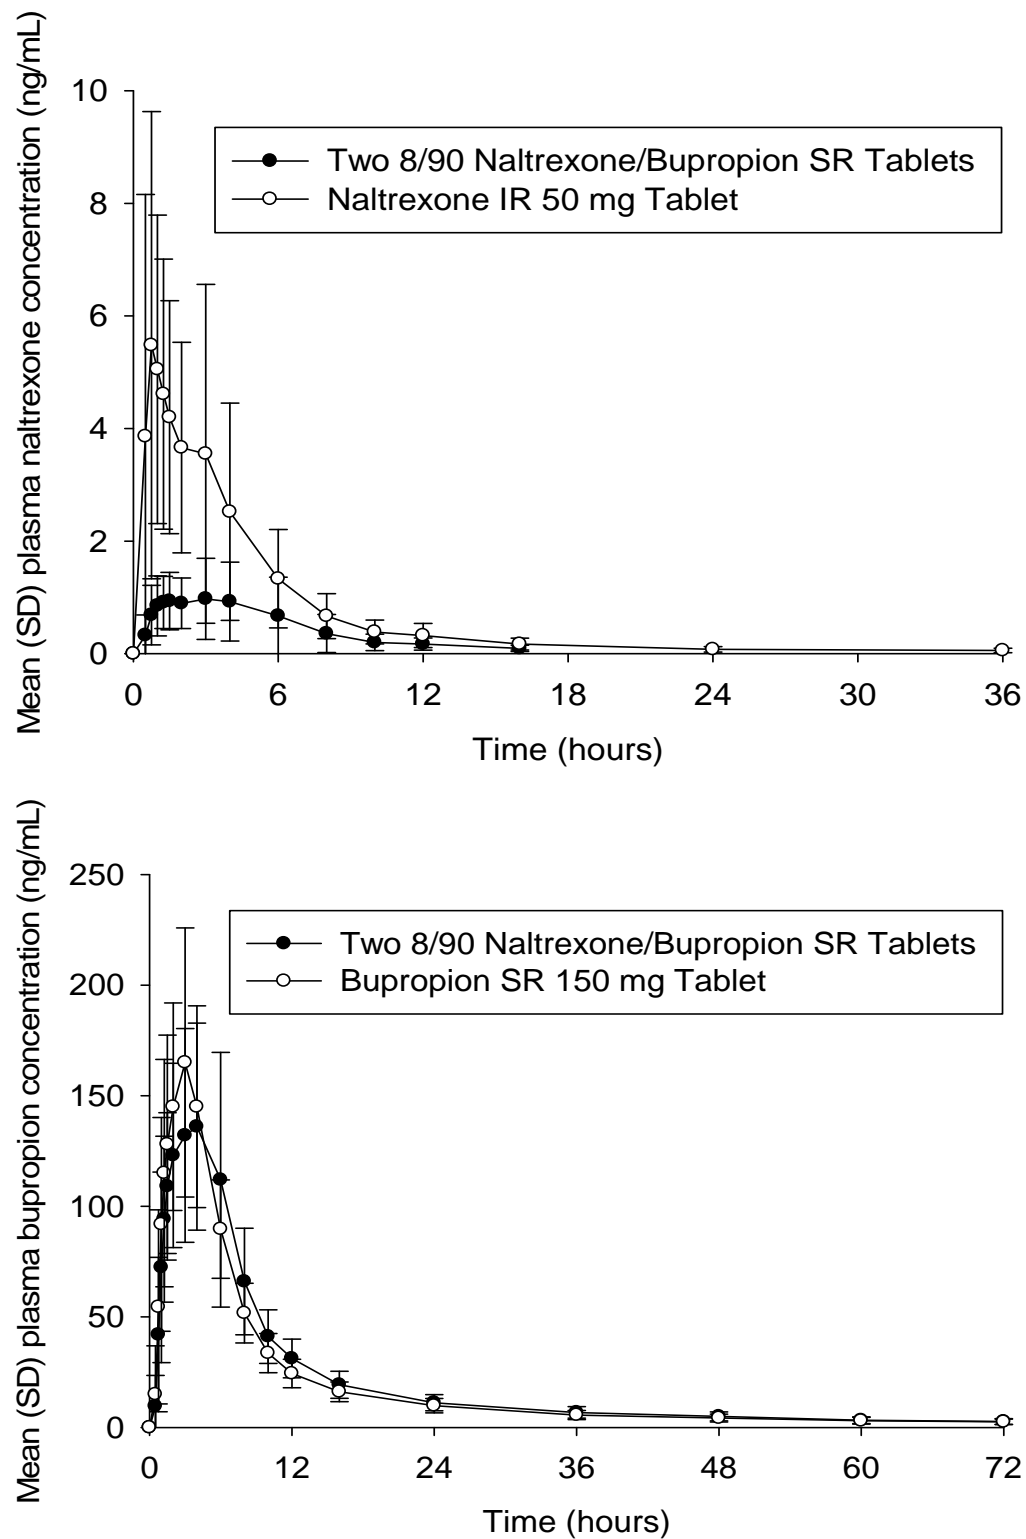 Mean (SD) plasma naltrexone concentration (ng/mL)
10
8
6
4
2
0
Two 8/90 Naltrexone/Bupropion SR Tablets
Naltrexone IR 50 mg Tablet
0 6 12 18 24 30 36
Time (hours)
Mean (SD) plasma bupropion concentration (ng/mL)
250
200
150
100
50
0
Two 8/90 Naltrexone/Bupropion SR Tablets
Bupropion SR 150 mg Tablet
0 12 24 36 48 60 72
Time (hours)